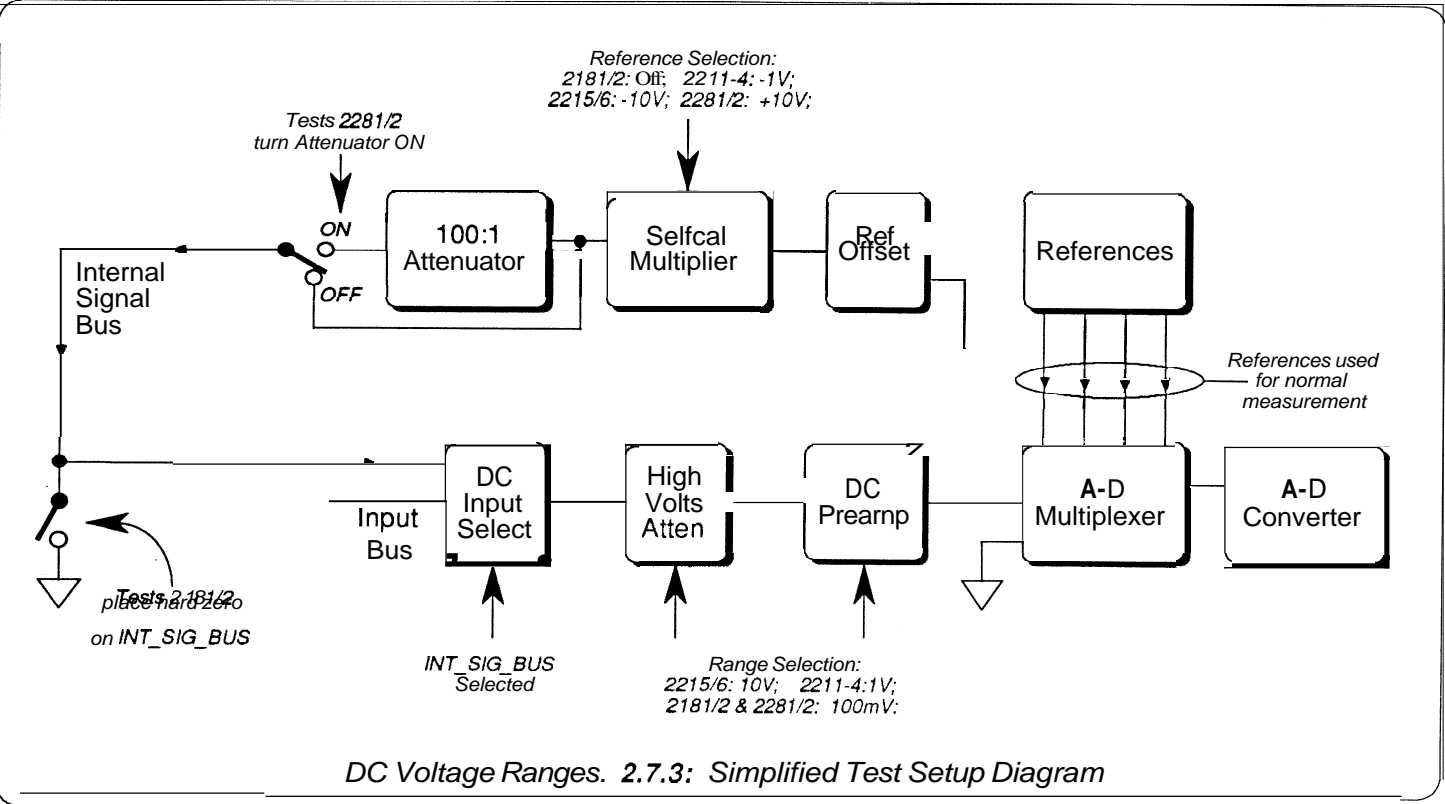 Reference Selection:
2181/2: Off; 2211-4: -1V;
2215/6: -10V; 2281/2: +10V;
Tests 2281/2
turn Attenuator ON
ON
OFF
100:1
Attenuator
Selfcal
Multiplier
Ref
Offset
References
Internal
Signal
Bus
References used
for normal
measurement
DC
Input
Select
High
Volts
Atten
DC
Prearnp
A-D
Multiplexer
A-D
Converter
Input
Bus
Tests 2181/2
place hard zero
on INT_SIG_BUS
INT_SIG_BUS
Selected
Range Selection:
2215/6: 10V; 2211-4:1V;
2181/2 & 2281/2: 100mV:
DC Voltage Ranges. 2.7.3: Simplified Test Setup Diagram